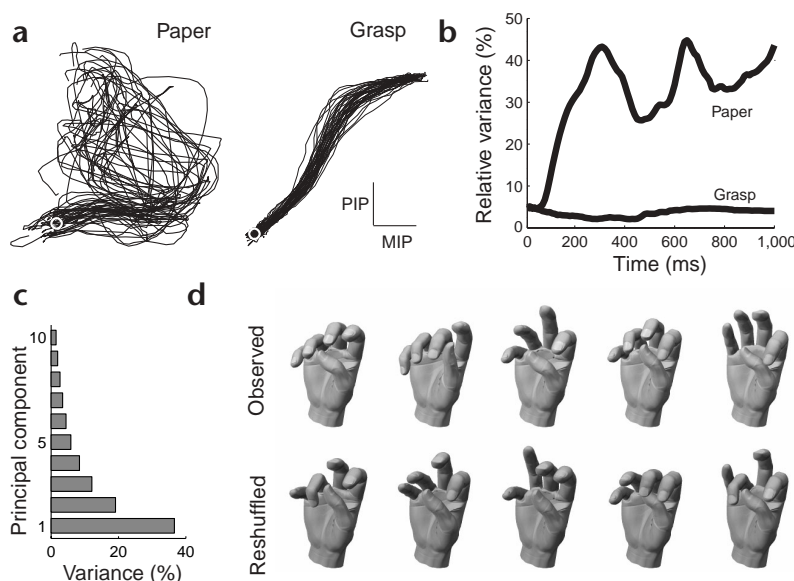 a
Paper
Grasp
PIP
MIP
b
Relative variance (%)
50
40
30
20
10
0
Paper
Grasp
0
200
400
600
800
1,000
Time (ms)
c
Principal component
10
5
1
0
20
40
Variance (%)
d
Observed
Reshuffled